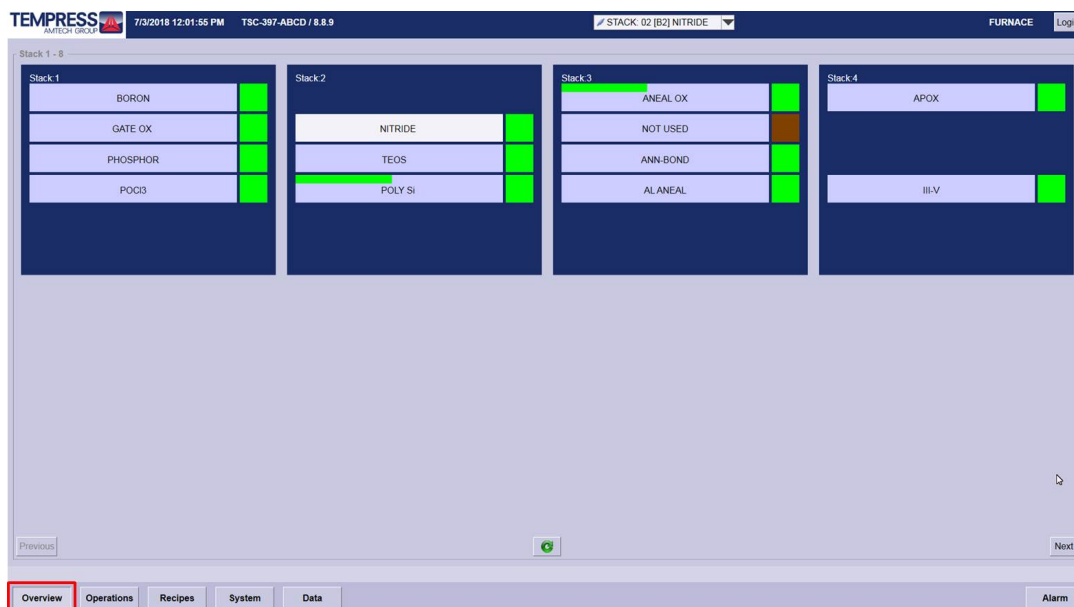 TEMPRESS
AMTECH GROUP
7/3/2018 12:01:55 PM TSC-397-ABCD / 8.8.9
STACK: 02 [B2] NITRIDE
FURNACE
Logi
Stack 1 - 8
Stack:1
BORON
GATE OX
PHOSPHOR
POCl3
Stack:2
NITRIDE
TEOS
POLY Si
Stack:3
ANEAL OX
NOT USED
ANN-BOND
AL ANEAL
Stack:4
APOX
III-V
Previous
Next
Overview
Operations
Recipes
System
Data
Alarm